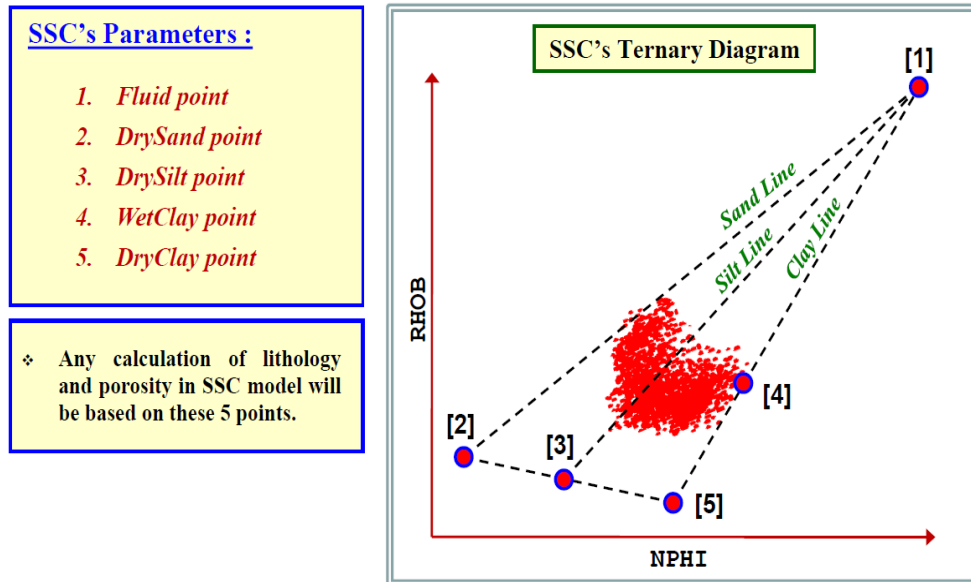 SSC's Parameters :
1. Fluid point
2. DrySand point
3. DrySilt point
4. WetClay point
5. DryClay point
❖ Any calculation of lithology
and porosity in SSC model will
be based on these 5 points.
SSC's Ternary Diagram
[1]
Sand Line
Silt Line
Clay Line
RHOB
[4]
[2]
[3]
[5]
NPHI